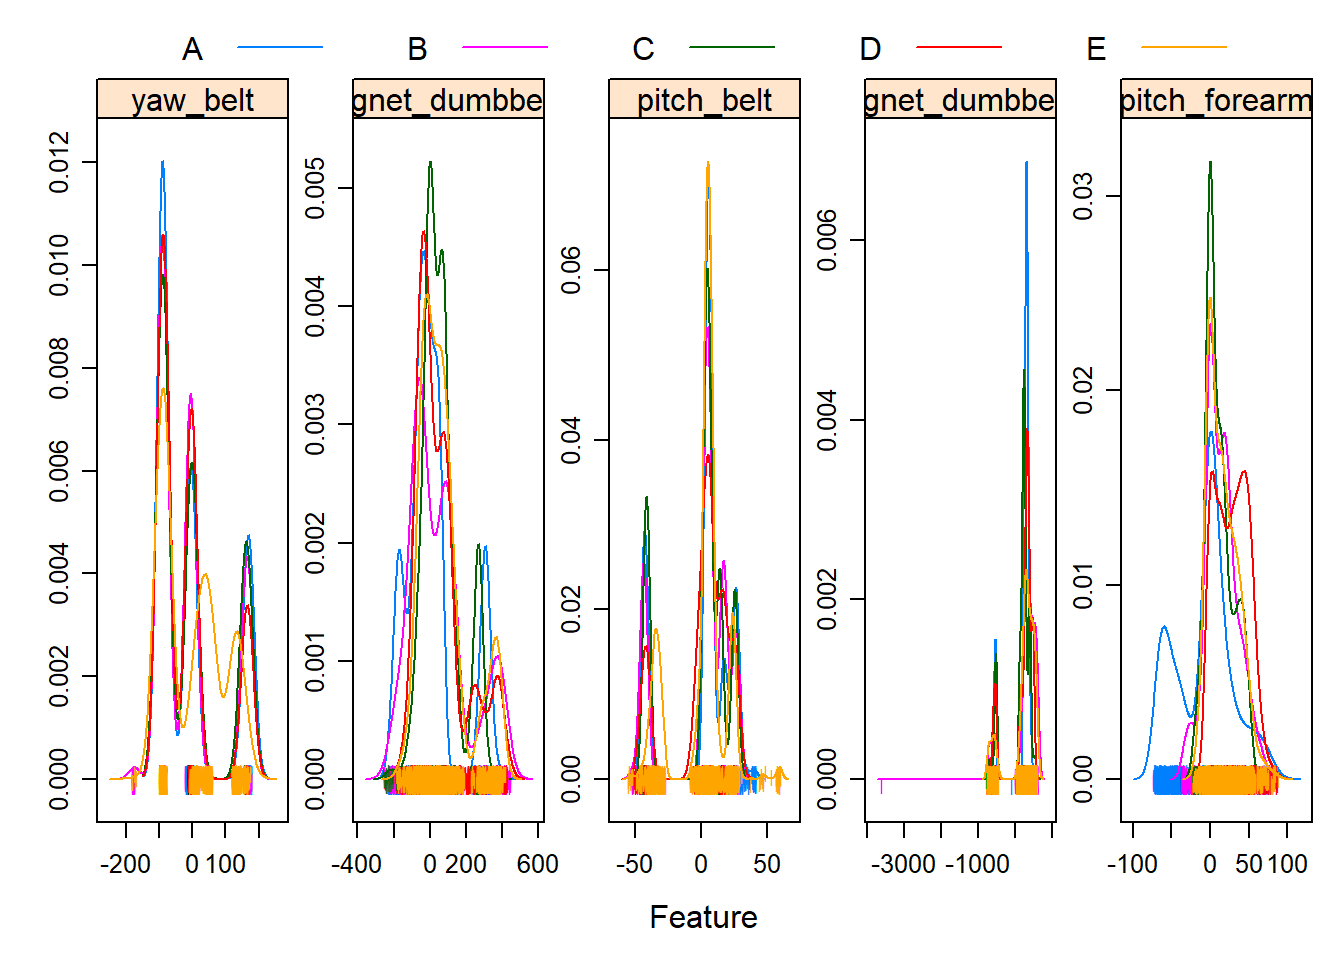 A B C D E
yaw_belt gnet_dumbbe pitch_belt gnet_dumbbe pitch_forearm
0.000 0.002 0.004 0.006 0.008 0.010 0.012
-200 0 100
0.000 0.001 0.002 0.003 0.004 0.005
-400 0 200 600
0.00 0.02 0.04 0.06
-50 0 50
0.000 0.002 0.004 0.006
-3000 -1000
0.00 0.01 0.02 0.03
-100 0 50 100
Feature